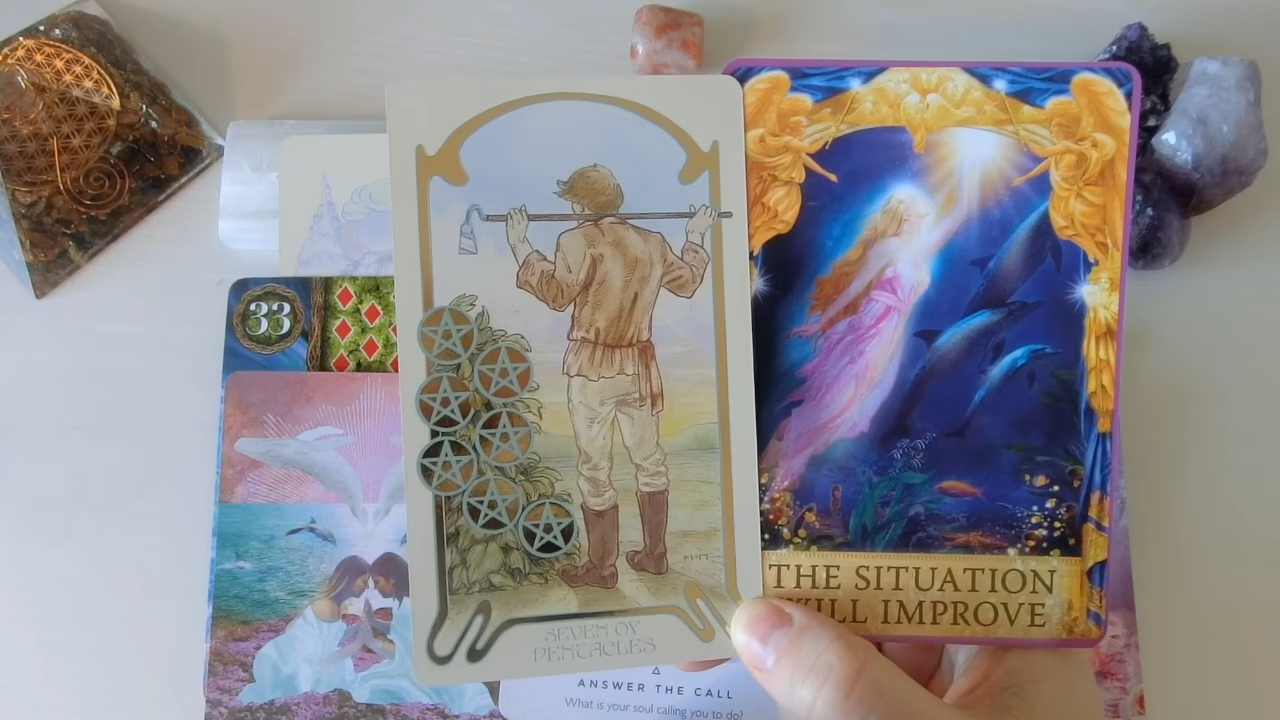 33
SEVEN OF
PENTACLES
THE SITUATION
WILL IMPROVE
ANSWER THE CALL
What is your soul calling you to do?